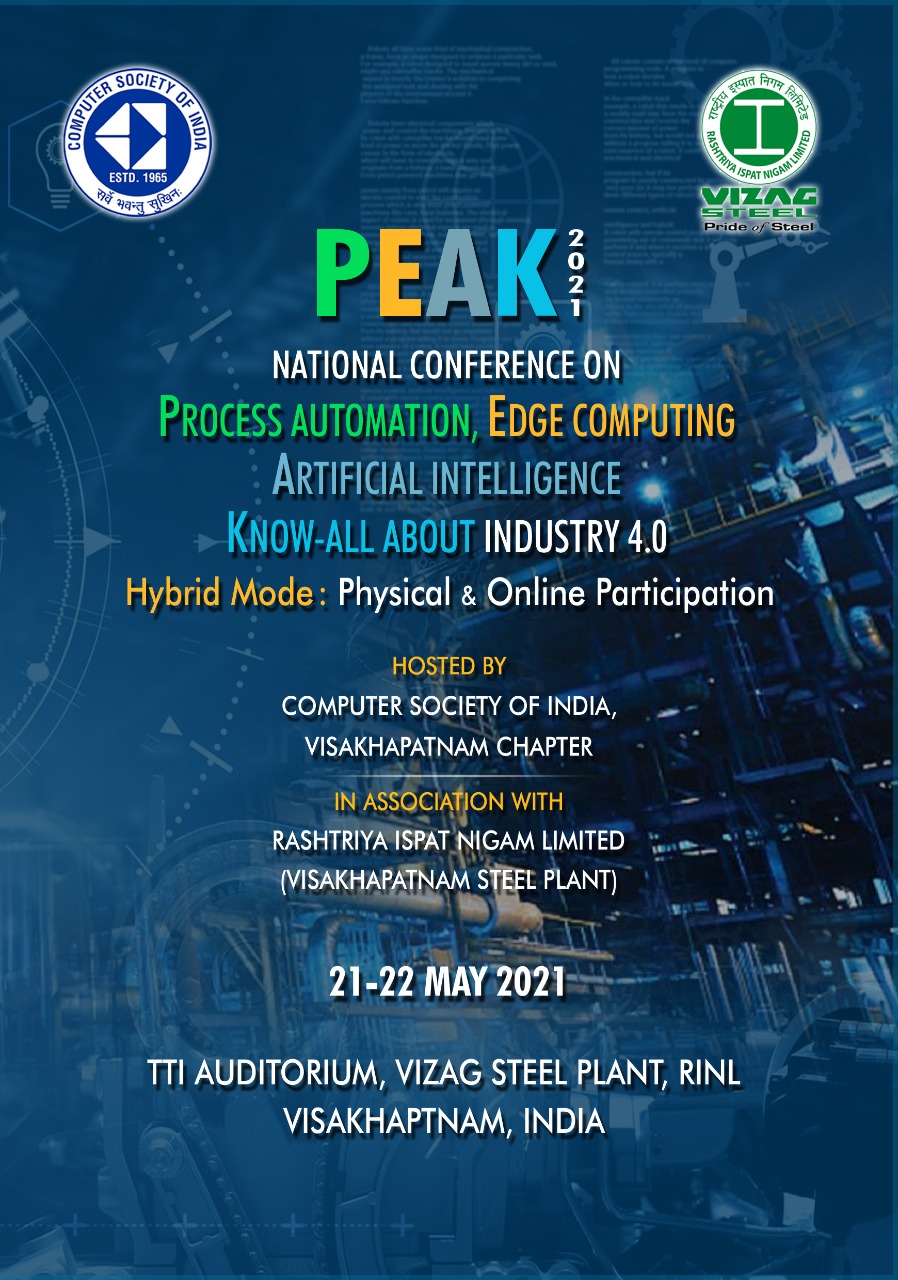 COMPUTER SOCIETY OF INDIA
ESTD. 1965
सर्वे भवन्तु सुखिनः
राष्ट्रीय इस्पात निगम लिमिटेड
RASHTRIYA ISPAT NIGAM LIMITED
VIZAG
STEEL
Pride of Steel
PEAK 2021
NATIONAL CONFERENCE ON
PROCESS AUTOMATION, EDGE COMPUTING
ARTIFICIAL INTELLIGENCE
KNOW-ALL ABOUT INDUSTRY 4.0
Hybrid Mode: Physical & Online Participation
HOSTED BY
COMPUTER SOCIETY OF INDIA,
VISAKHAPATNAM CHAPTER
IN ASSOCIATION WITH
RASHTRIYA ISPAT NIGAM LIMITED
(VISAKHAPATNAM STEEL PLANT)
21-22 MAY 2021
TTI AUDITORIUM, VIZAG STEEL PLANT, RINL
VISAKHAPTNAM, INDIA